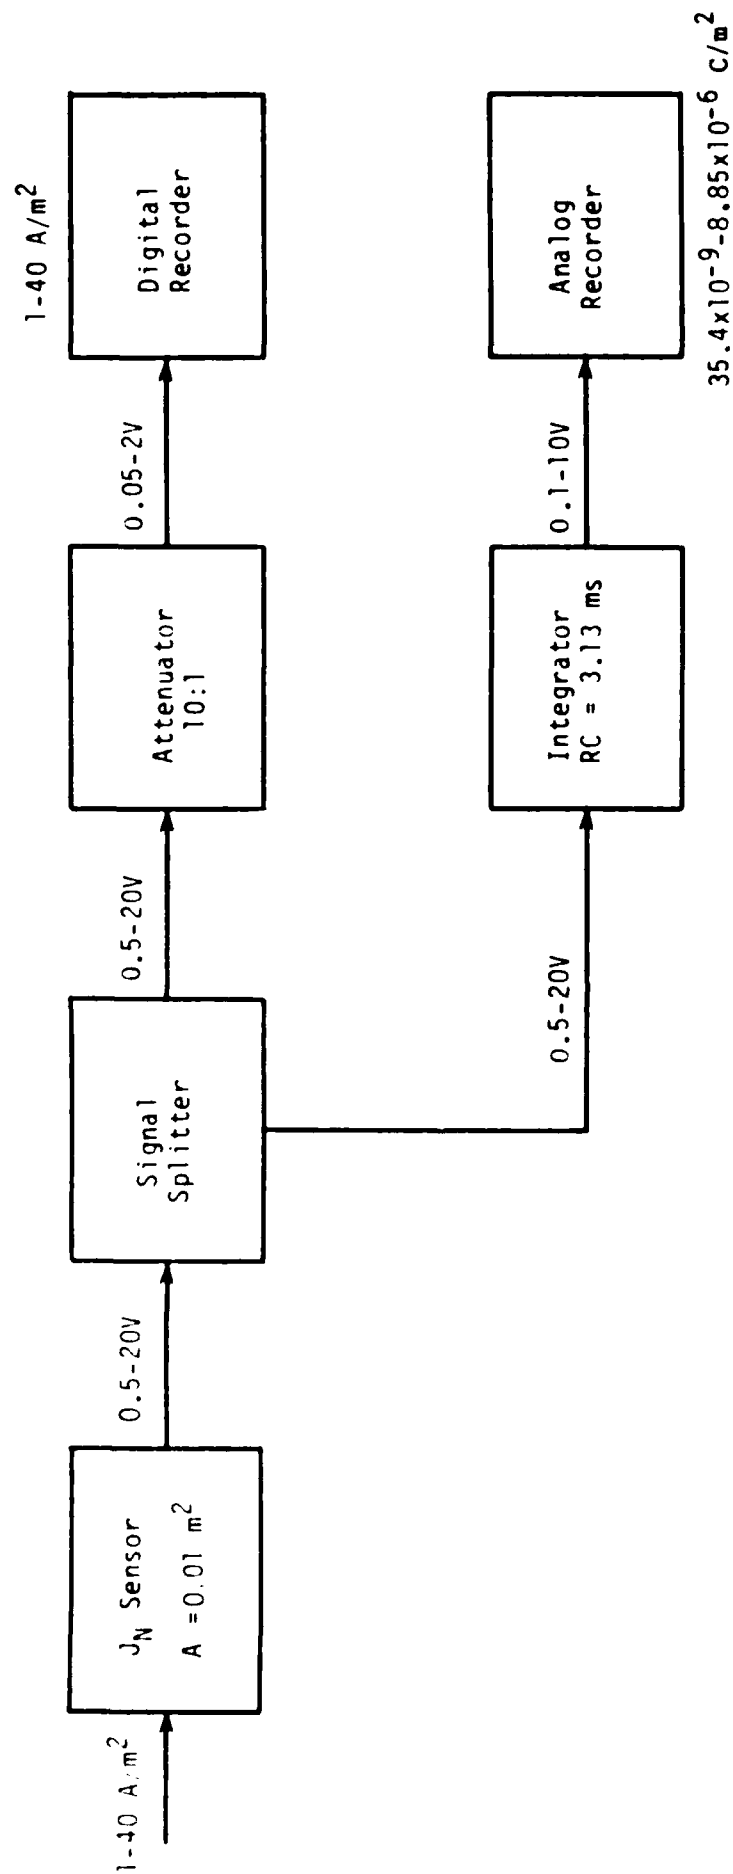 1-40 A/m²
J_N Sensor
A = 0.01 m²
0.5-20V
Signal
Splitter
0.5-20V
Attenuator
10:1
0.05-2V
Digital
Recorder
1-40 A/m²
0.5-20V
Integrator
RC = 3.13 ms
0.1-10V
Analog
Recorder
35.4x10⁻⁹-8.85x10⁻⁶ C/m²